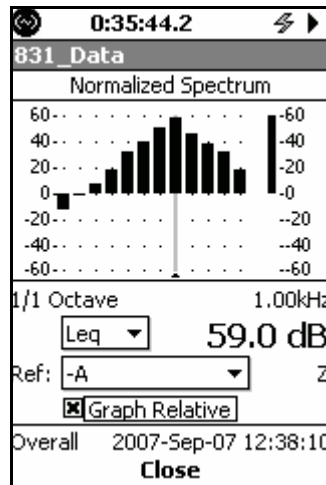 0:35:44.2
831_Data
Normalized Spectrum
60 -60
40 -40
20 -20
0 -0
-20 --20
-40 --40
-60 --60
1/1 Octave 1.00kHz
Leq 59.0 dB
Ref: -A Z
Graph Relative
Overall 2007-Sep-07 12:38:10
Close